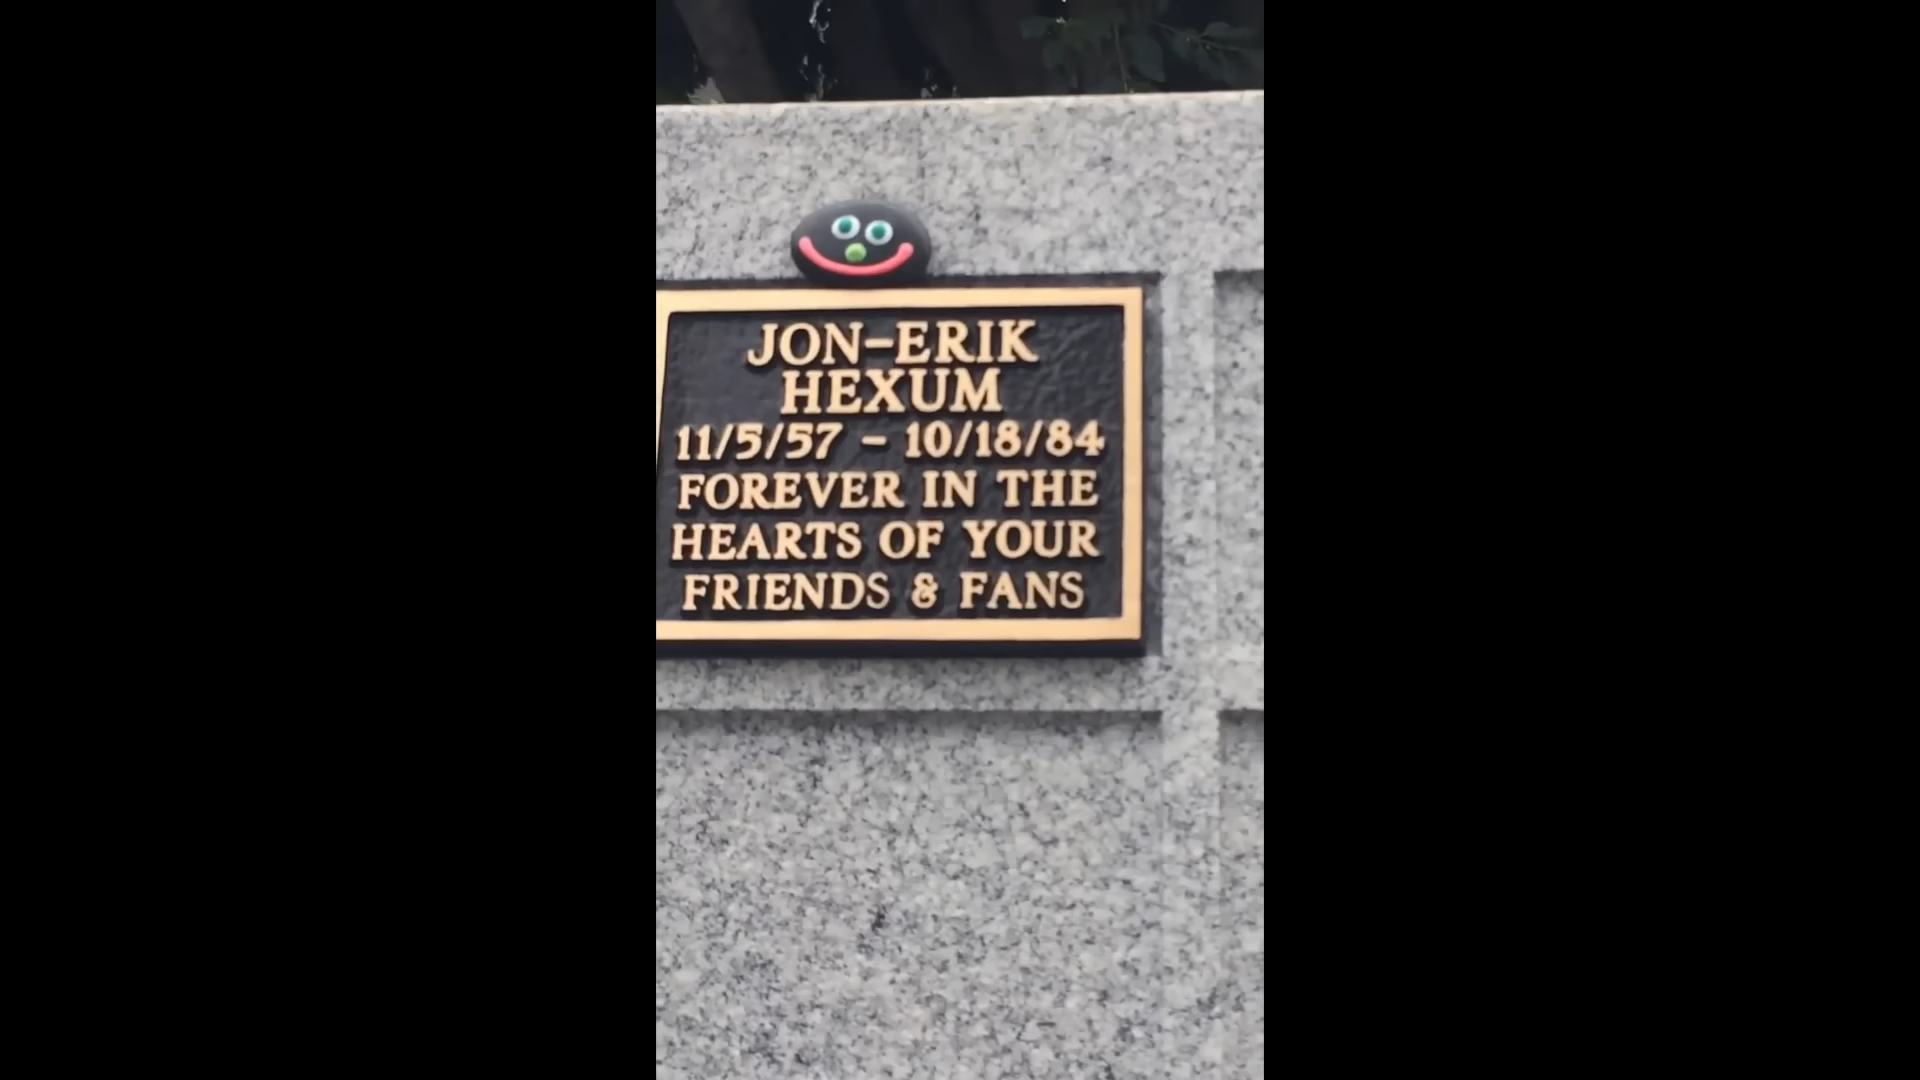 JON-ERIK
HEXUM
11/5/57 - 10/18/84
FOREVER IN THE
HEARTS OF YOUR
FRIENDS & FANS